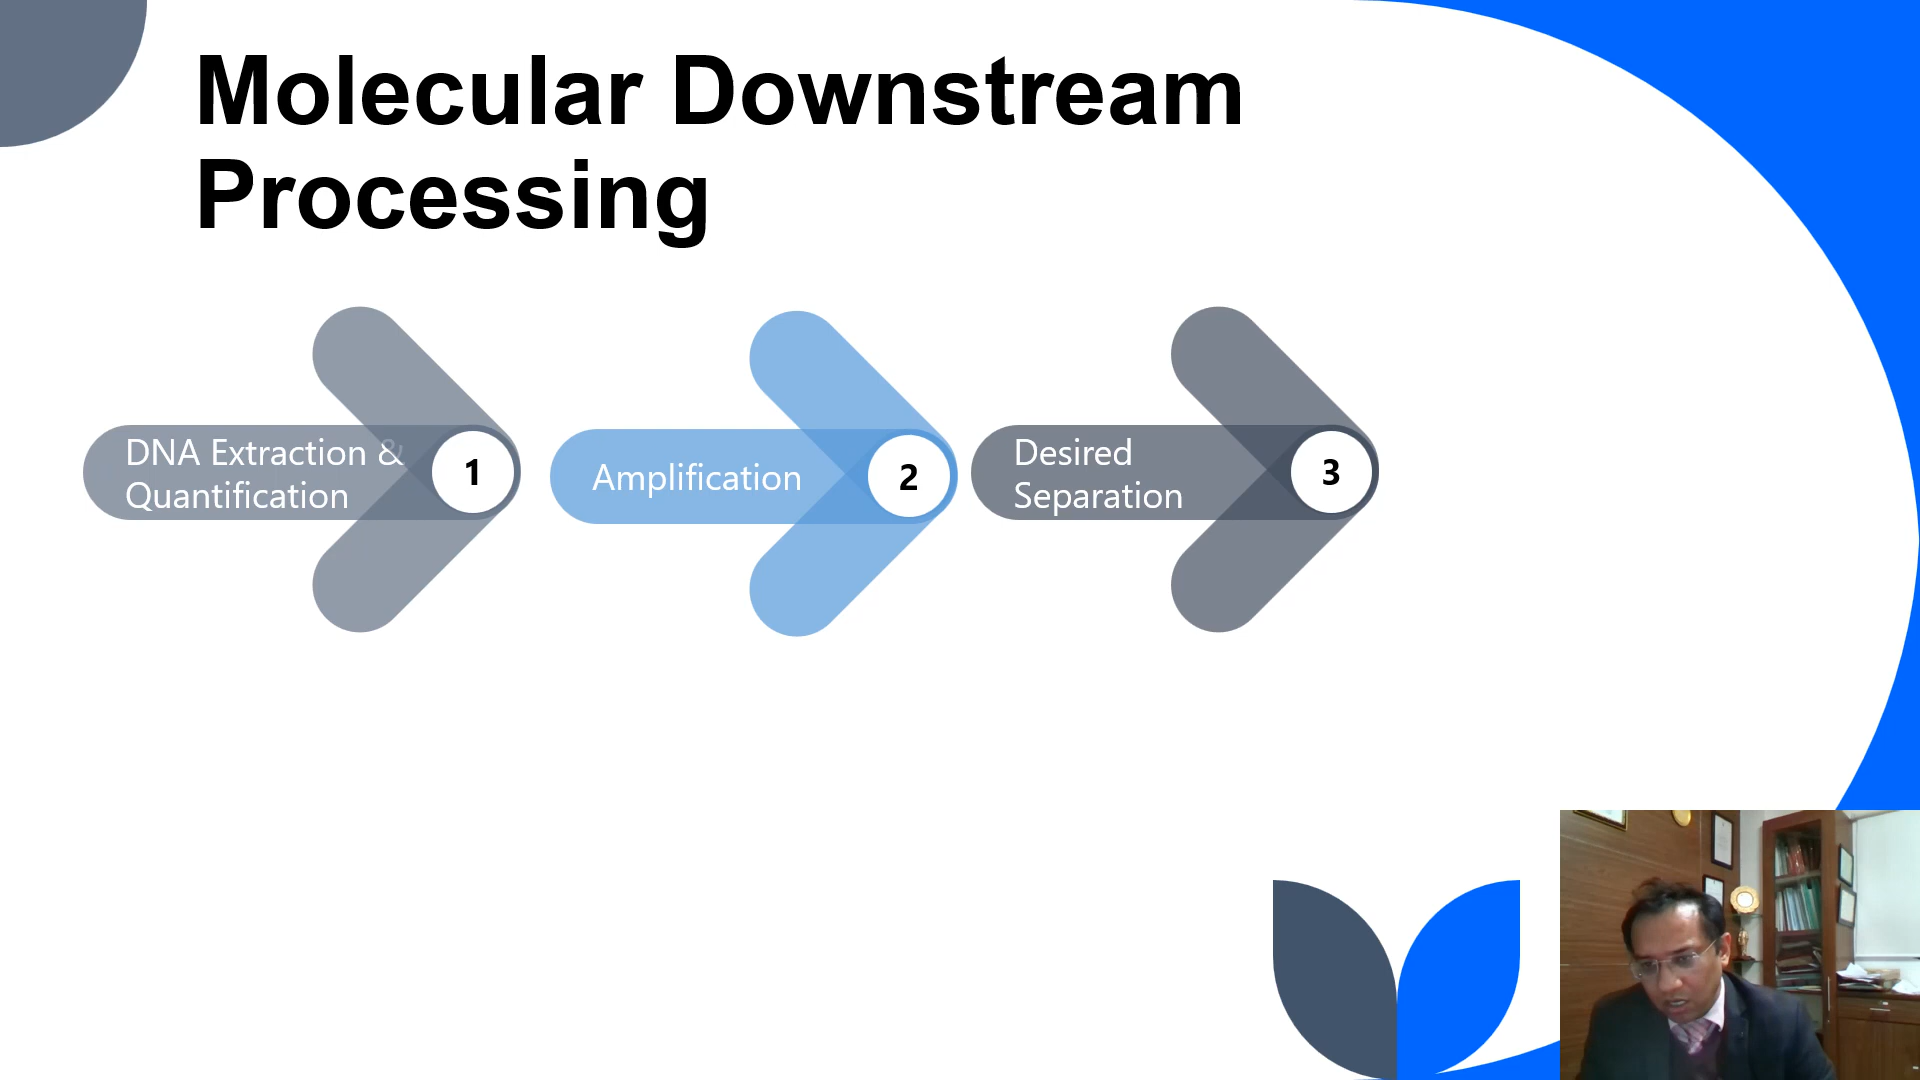 Molecular Downstream
Processing
DNA Extraction &
Quantification
1
Amplification
2
Desired
Separation
3